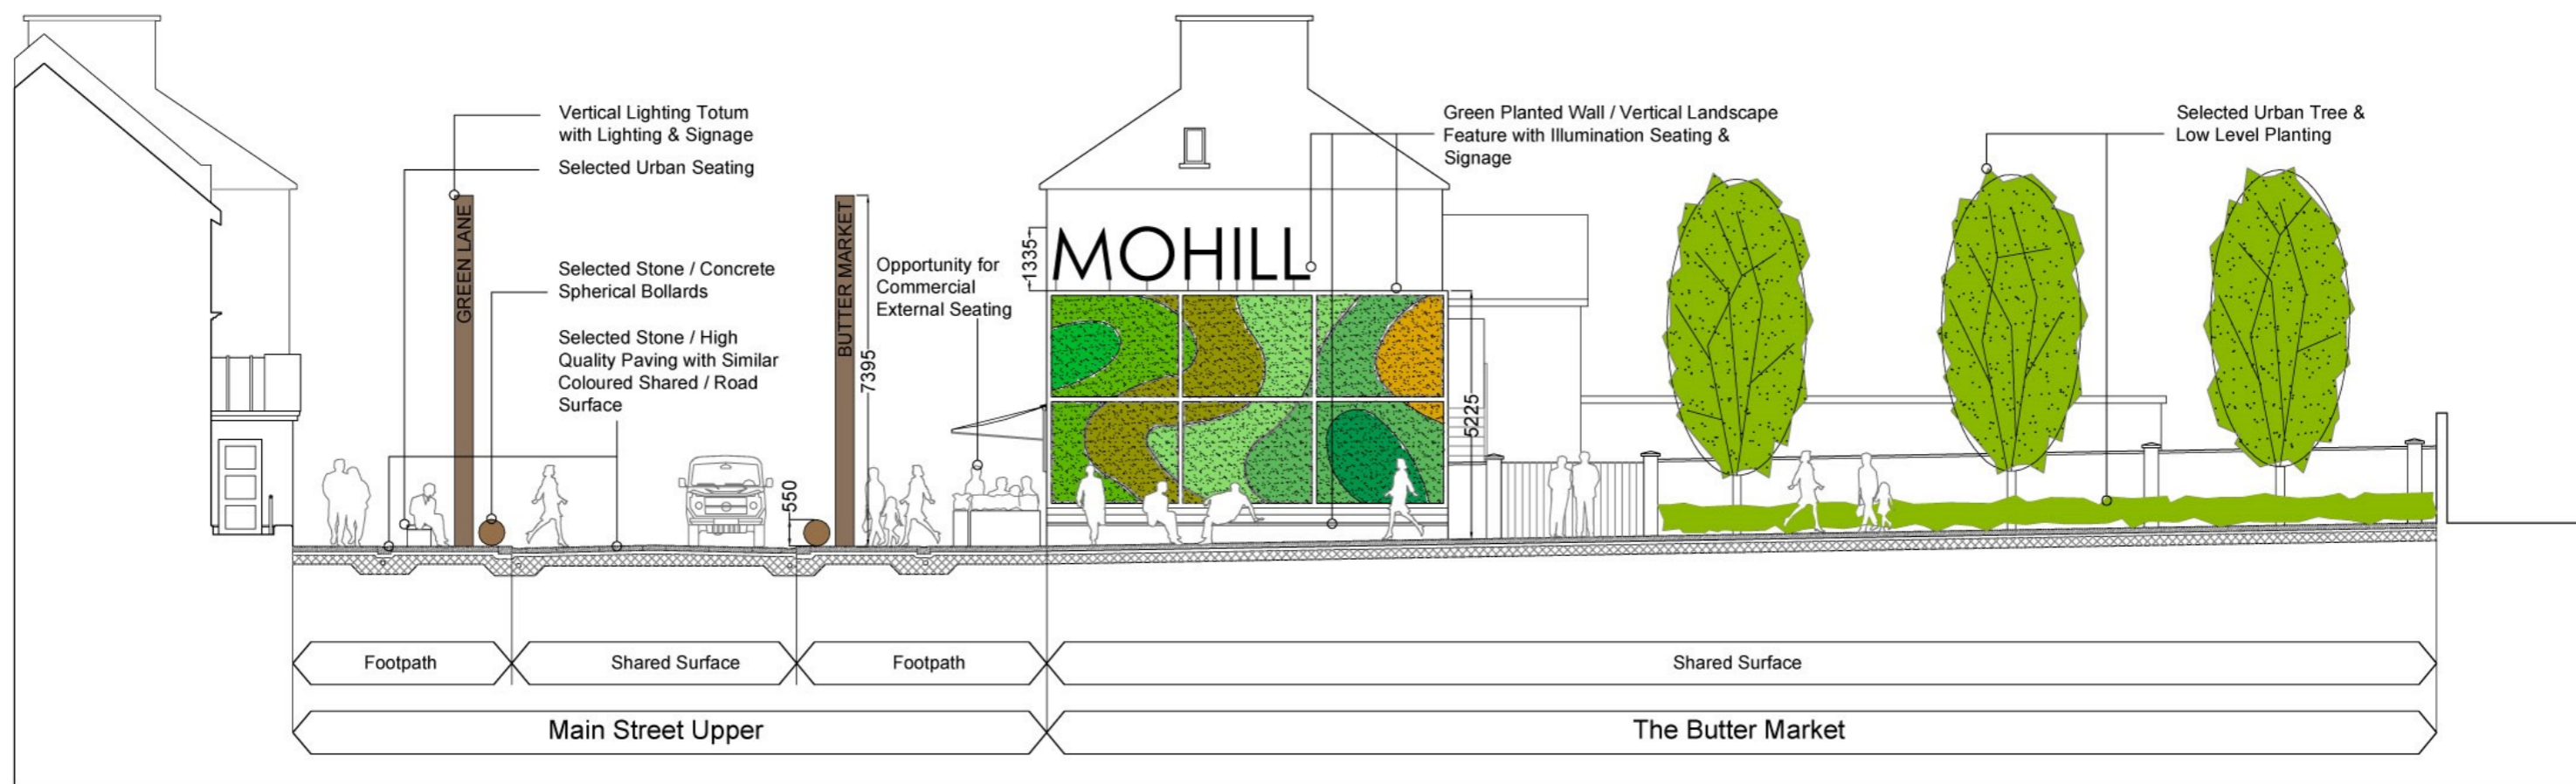 Vertical Lighting Totum
with Lighting & Signage
Selected Urban Seating
GREEN LANE
Selected Stone / Concrete
Spherical Bollards
Selected Stone / High
Quality Paving with Similar
Coloured Shared / Road
Surface
550
BUTTER MARKET
7395
Opportunity for
Commercial
External Seating
1335
MOHILL
5225
Green Planted Wall / Vertical Landscape
Feature with Illumination Seating &
Signage
Selected Urban Tree &
Low Level Planting
Footpath
Shared Surface
Footpath
Shared Surface
Main Street Upper
The Butter Market